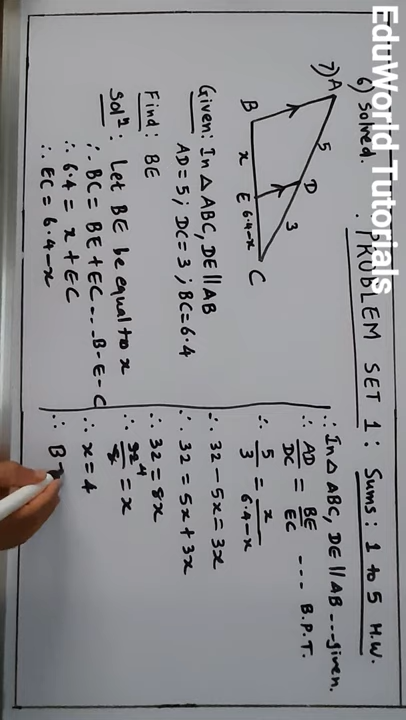 EduWorld Tutorials
PROBLEM SET 1: Sums: 1 to 5 H.W.
6) Solved.
7) A
5
D
3
B
x
E
6.4-x
C
Given: In △ ABC, DE ∥ AB
AD=5; DC=3; BC=6.4
Find: BE
Solⁿ: Let BE be equal to x
∴ BC = BE + EC --- B-E-C
∴ 6.4 = x + EC
∴ EC = 6.4 - x
∴ In △ ABC, DE ∥ AB --- given.
∴ AD/DC = BE/EC ---- B.P.T.
∴ 5/3 = x/6.4-x
∴ 32 - 5x = 3x
∴ 32 = 5x + 3x
∴ 32 = 8x
∴ 32/8 4 = x
∴ x = 4
∴ B